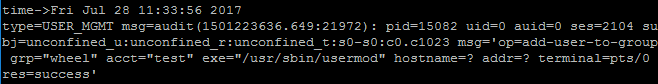 time->Fri Jul 28 11:33:56 2017
type=USER_MGMT msg=audit(1501223636.649:21972): pid=15082 uid=0 auid=0 ses=2104 su
bj=unconfined_u:unconfined_r:unconfined_t:s0-s0:c0.c1023 msg='op=add-user-to-group
 grp="wheel" acct="test" exe="/usr/sbin/usermod" hostname=? addr=? terminal=pts/0
res=success'